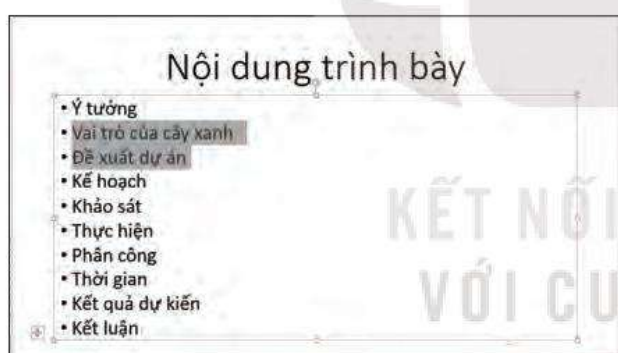 Nội dung trình bày
• Ý tưởng
• Vai trò của cây xanh
• Đề xuất dự án
• Kế hoạch
• Khảo sát
• Thực hiện
• Phân công
• Thời gian
• Kết quả dự kiến
• Kết luận
KẾT NỐI
VỚI CU